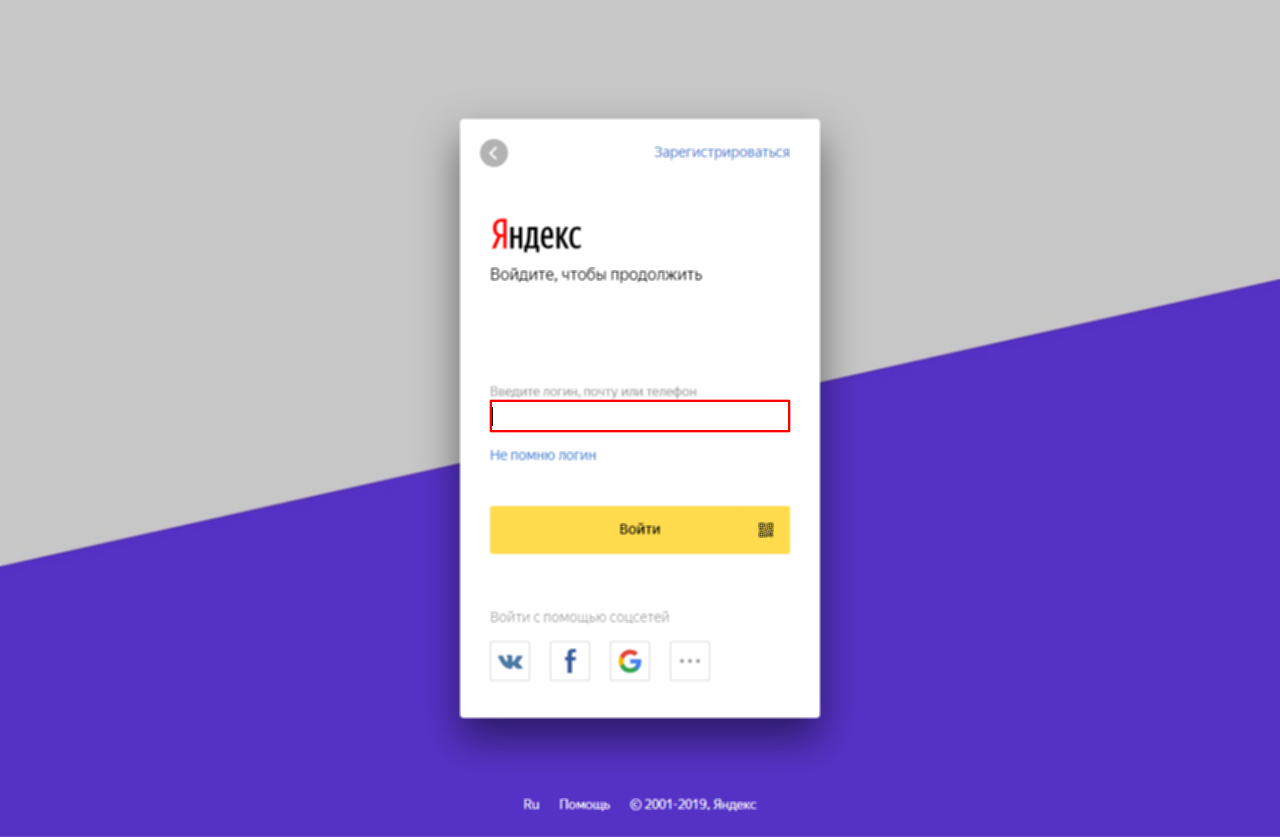 Зарегистрироваться
Яндекс
Войдите, чтобы продолжить
Введите логин, почту или телефон
Не помню логин
Войти
Войти с помощью соцсетей
Ru Помощь © 2001-2019, Яндекс